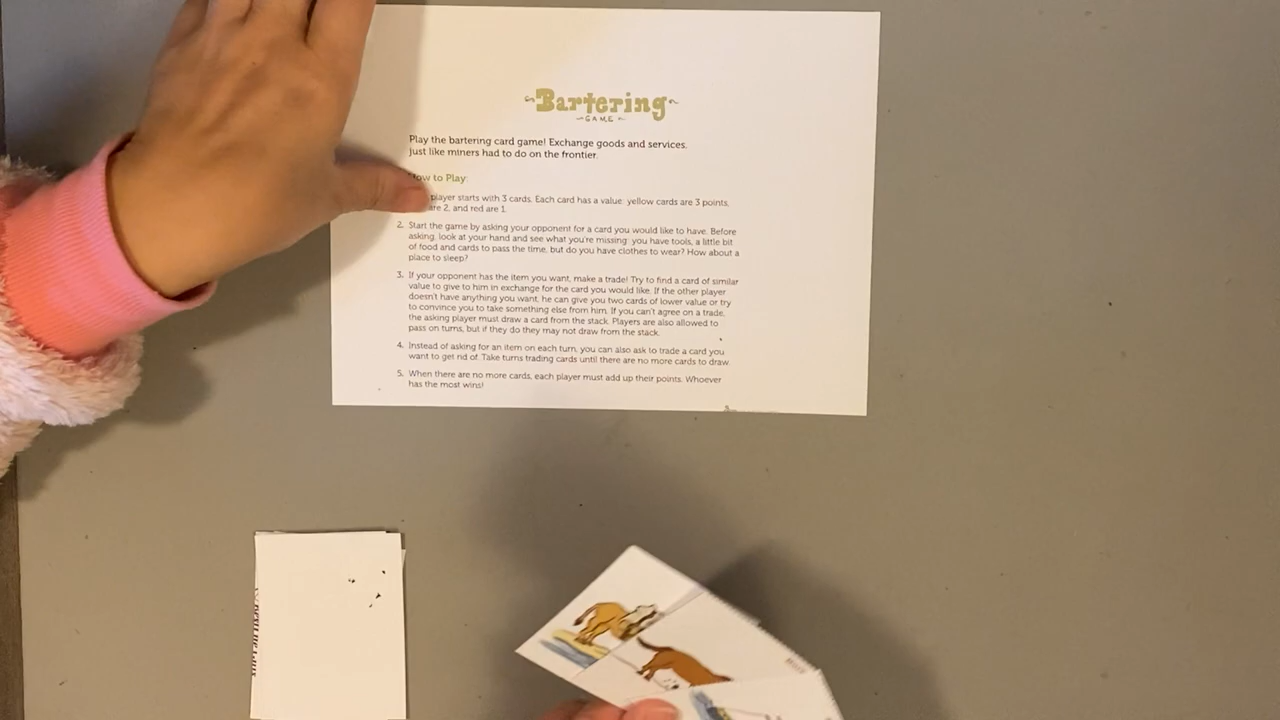 Bartering
GAME
Play the bartering card game! Exchange goods and services,
just like miners had to do on the frontier.
How to Play:
player starts with 3 cards. Each card has a value: yellow cards are 3 points,
are 2, and red are 1.
2. Start the game by asking your opponent for a card you would like to have. Before
asking, look at your hand and see what you're missing: you have tools, a little bit
of food and cards to pass the time, but do you have clothes to wear? How about a
place to sleep?
3. If your opponent has the item you want, make a trade! Try to find a card of similar
value to give to him in exchange for the card you would like. If the other player
doesn't have anything you want, he can give you two cards of lower value or try
to convince you to take something else from him. If you can't agree on a trade,
the asking player must draw a card from the stack. Players are also allowed to
pass on turns, but if they do they may not draw from the stack.
4. Instead of asking for an item on each turn, you can also ask to trade a card you
want to get rid of. Take turns trading cards until there are no more cards to draw.
5. When there are no more cards, each player must add up their points. Whoever
has the most wins!